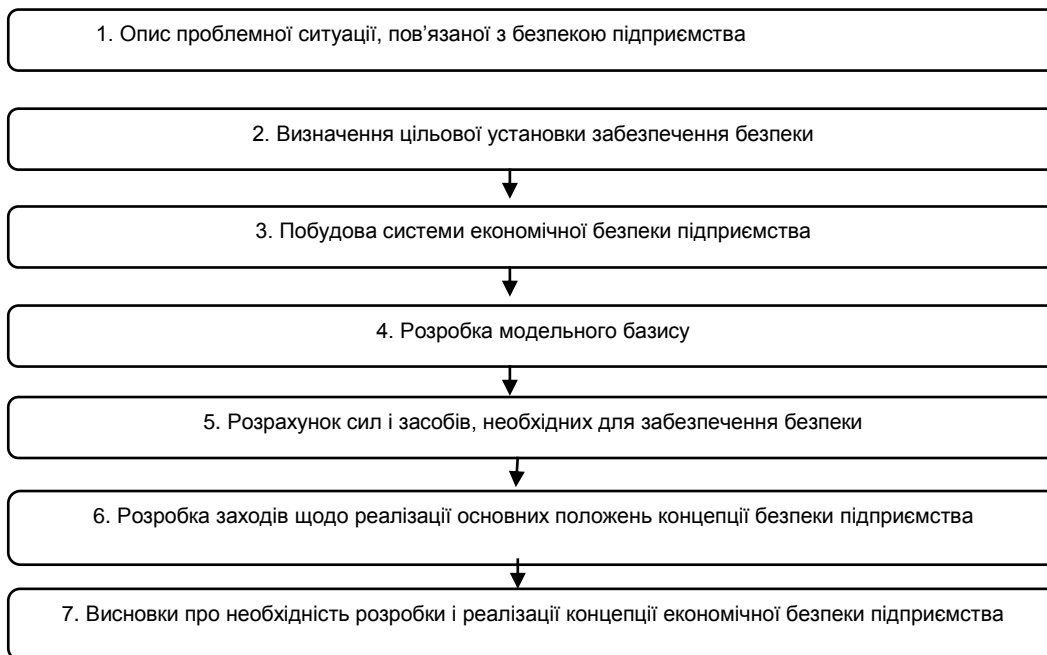 1. Опис проблемної ситуації, пов’язаної з безпекою підприємства
2. Визначення цільової установки забезпечення безпеки
3. Побудова системи економічної безпеки підприємства
4. Розробка модельного базису
5. Розрахунок сил і засобів, необхідних для забезпечення безпеки
6. Розробка заходів щодо реалізації основних положень концепції безпеки підприємства
7. Висновки про необхідність розробки і реалізації концепції економічної безпеки підприємства